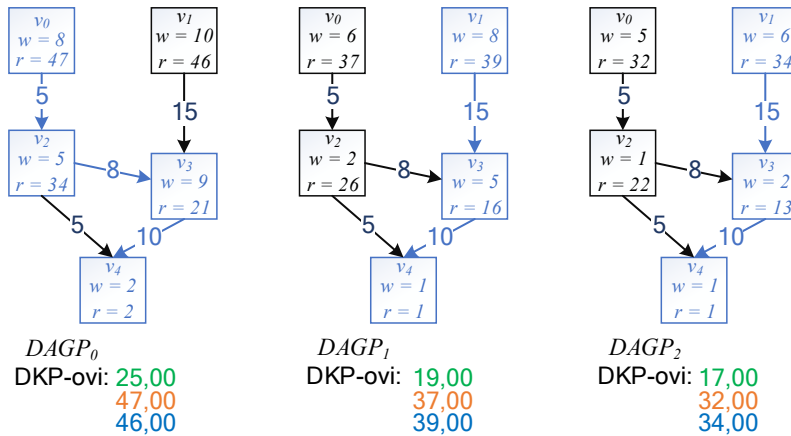 v0
w = 8
r = 47
v1
w = 10
r = 46
5
15
v2
w = 5
r = 34
8
v3
w = 9
r = 21
5
10
v4
w = 2
r = 2
DAGP0
DKP-ovi: 25,00
47,00
46,00
v0
w = 6
r = 37
v1
w = 8
r = 39
5
15
v2
w = 2
r = 26
8
v3
w = 5
r = 16
5
10
v4
w = 1
r = 1
DAGP1
DKP-ovi: 19,00
37,00
39,00
v0
w = 5
r = 32
v1
w = 6
r = 34
5
15
v2
w = 1
r = 22
8
v3
w = 2
r = 13
5
10
v4
w = 1
r = 1
DAGP2
DKP-ovi: 17,00
32,00
34,00